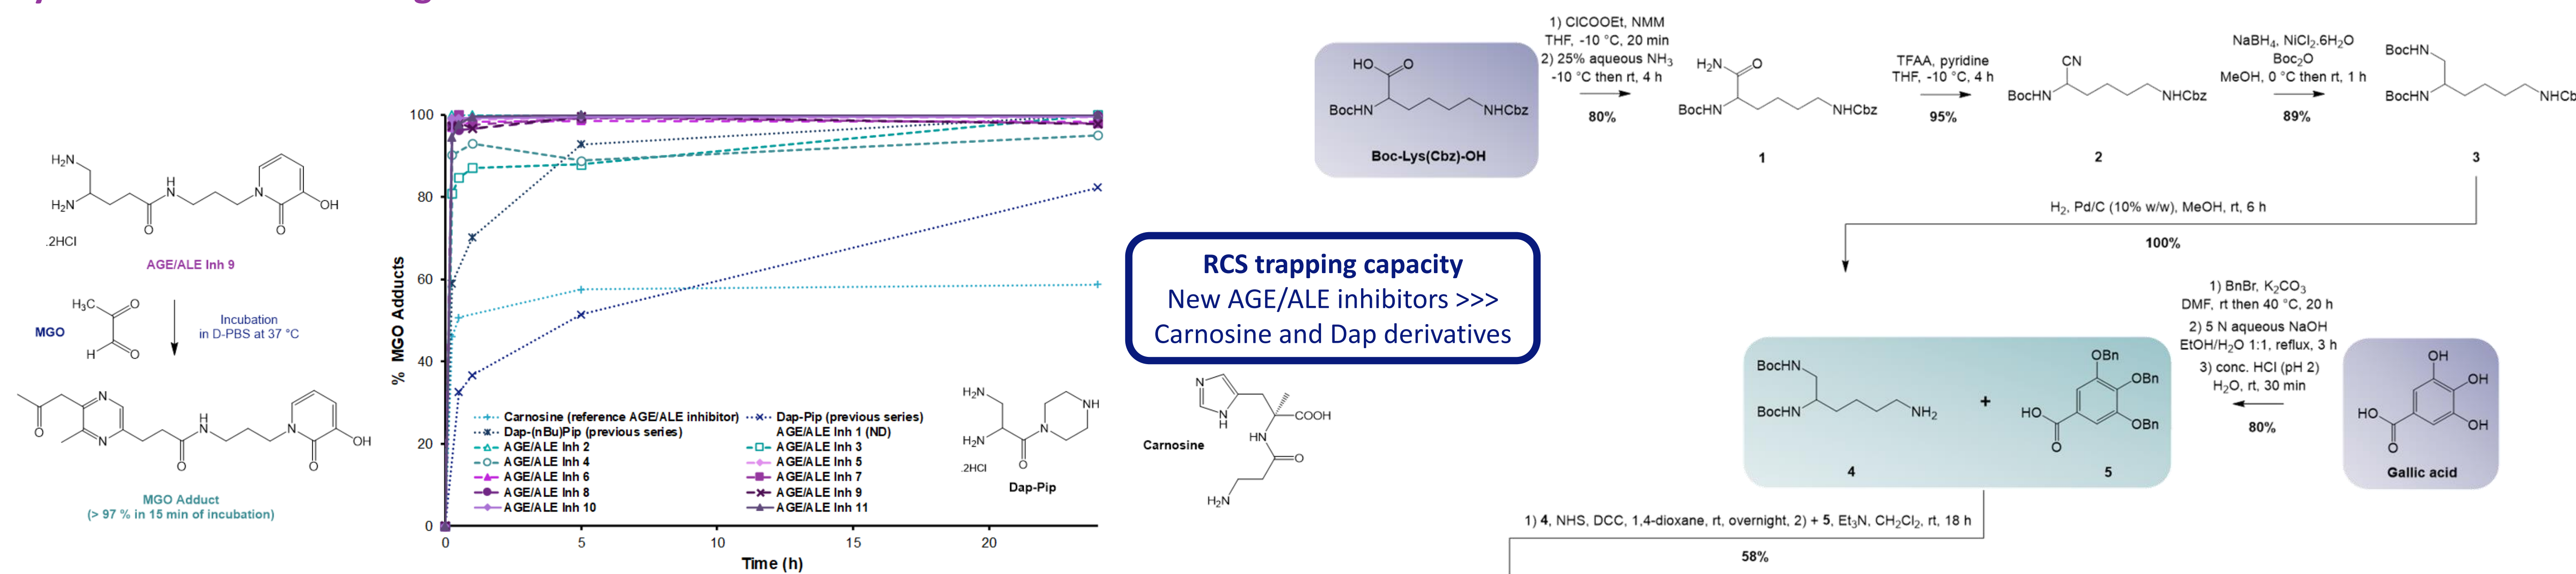 H₂N
H₂N
.2HCl
H
N
O
N
O
OH
AGE/ALE Inh 9
MGO
H₃C
O
H
O
Incubation
in D-PBS at 37 °C
O
N
N
O
H
N
N
O
OH
MGO Adduct
(> 97 % in 15 min of incubation)
% MGO Adducts
100
80
60
40
20
0
0
5
10
15
20
Time (h)
Carnosine (reference AGE/ALE inhibitor)
Dap-Pip (previous series)
Dap-(nBu)Pip (previous series)
AGE/ALE Inh 1 (ND)
AGE/ALE Inh 2
AGE/ALE Inh 3
AGE/ALE Inh 4
AGE/ALE Inh 5
AGE/ALE Inh 6
AGE/ALE Inh 7
AGE/ALE Inh 8
AGE/ALE Inh 9
AGE/ALE Inh 10
AGE/ALE Inh 11
H₂N
H₂N
NH
N
O
.2HCl
Dap-Pip
RCS trapping capacity
New AGE/ALE inhibitors >>>
Carnosine and Dap derivatives
N
N
H
COOH
HN
O
H₂N
Carnosine
HO
O
BocHN
NHCbz
Boc-Lys(Cbz)-OH
1) ClCOOEt, NMM
THF, -10 °C, 20 min
2) 25% aqueous NH₃
-10 °C then rt, 4 h
80%
H₂N
O
BocHN
NHCbz
1
TFAA, pyridine
THF, -10 °C, 4 h
95%
CN
BocHN
NHCbz
2
NaBH₄, NiCl₂.6H₂O
Boc₂O
MeOH, 0 °C then rt, 1 h
89%
BocHN
BocHN
3
H₂, Pd/C (10% w/w), MeOH, rt, 6 h
100%
BocHN
BocHN
NH₂
4
+
OBn
OBn
OBn
HO
O
5
1) BnBr, K₂CO₃
DMF, rt then 40 °C, 20 h
2) 5 N aqueous NaOH
EtOH/H₂O 1:1, reflux, 3 h
3) conc. HCl (pH 2)
H₂O, rt, 30 min
80%
OH
OH
OH
HO
O
Gallic acid
1) 4, NHS, DCC, 1,4-dioxane, rt, overnight, 2) + 5, Et₃N, CH₂Cl₂, rt, 18 h
58%